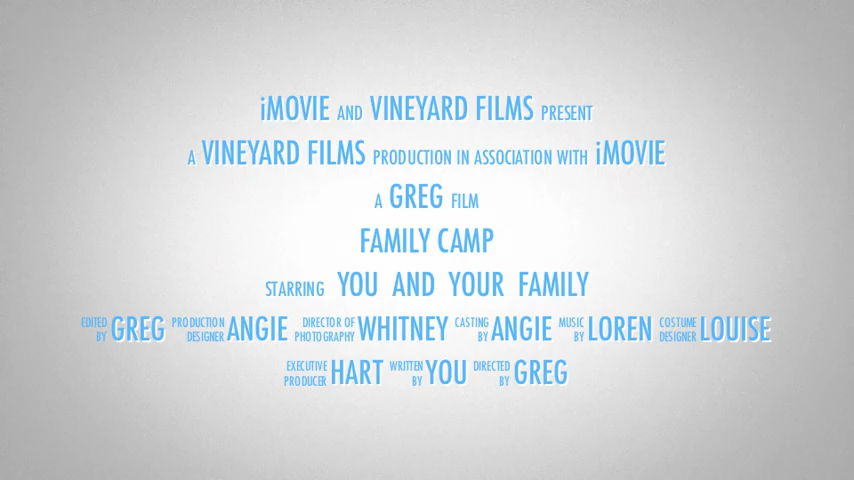 iMOVIE AND VINEYARD FILMS PRESENT
A VINEYARD FILMS PRODUCTION IN ASSOCIATION WITH iMOVIE
A GREG FILM
FAMILY CAMP
STARRING YOU AND YOUR FAMILY
EDITED BY GREG PRODUCTION DESIGNER ANGIE DIRECTOR OF PHOTOGRAPHY WHITNEY CASTING BY ANGIE MUSIC BY LOREN COSTUME DESIGNER LOUISE
EXECUTIVE PRODUCER HART WRITTEN BY YOU DIRECTED BY GREG